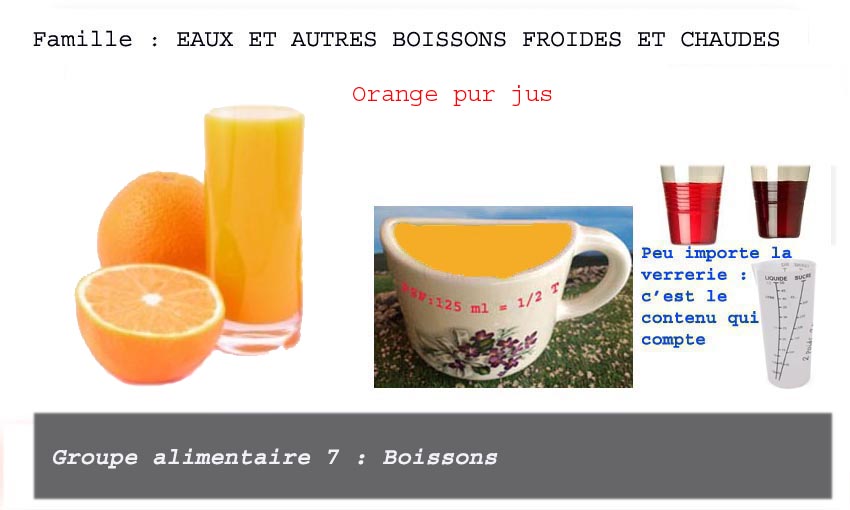 Famille : EAUX ET AUTRES BOISSONS FROIDES ET CHAUDES
Orange pur jus
125 ml = 1/2 T
Peu importe la
verrerie :
c’est le
contenu qui
compte
LIQUIDE SUCRE
Groupe alimentaire 7 : Boissons